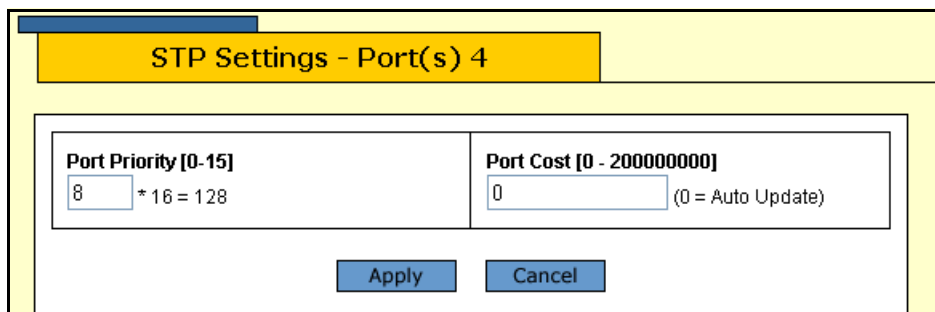 STP Settings - Port(s) 4
Port Priority [0-15]
8 * 16 = 128
Port Cost [0 - 200000000]
0 (0 = Auto Update)
Apply Cancel